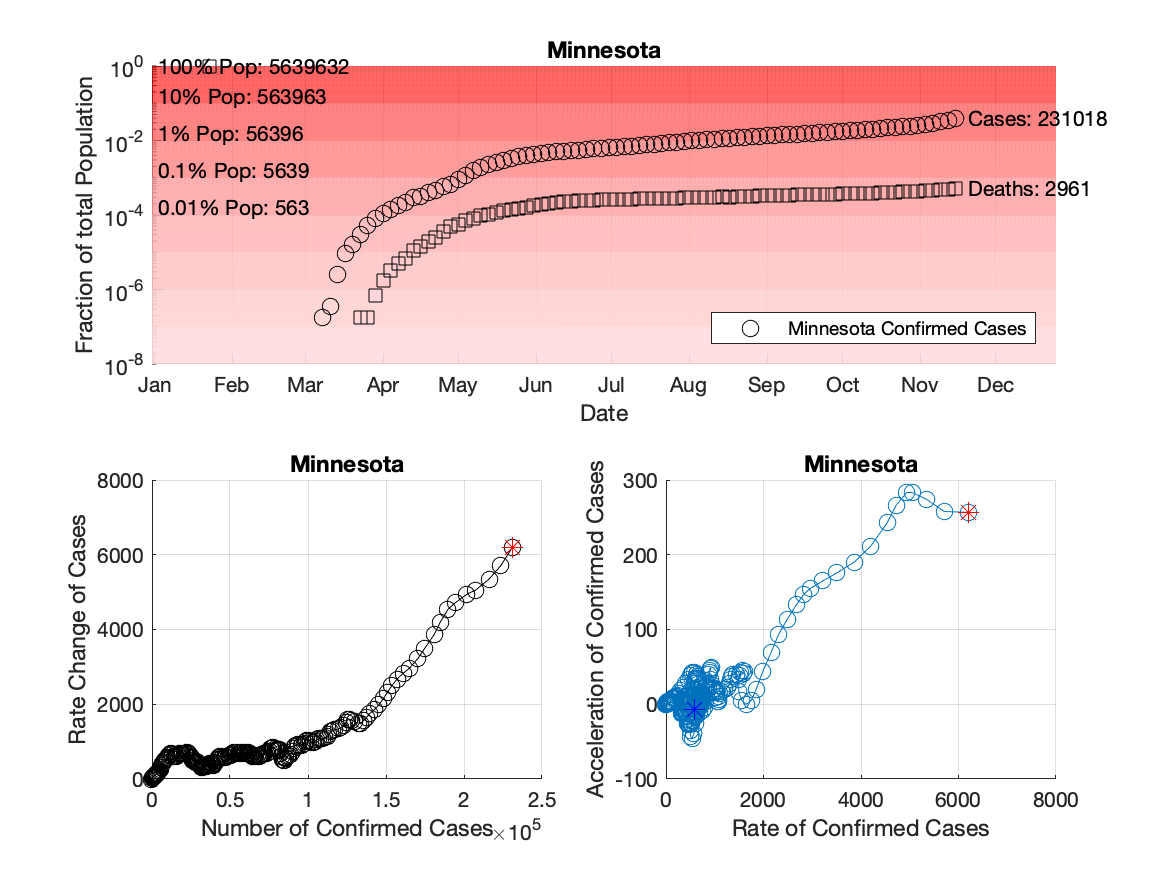 Minnesota
Fraction of total Population
10^0
10^-2
10^-4
10^-6
10^-8
100% Pop: 5639632
10% Pop: 563963
1% Pop: 56396
0.1% Pop: 5639
0.01% Pop: 563
Cases: 231018
Deaths: 2961
Minnesota Confirmed Cases
Jan Feb Mar Apr May Jun Jul Aug Sep Oct Nov Dec
Date
Minnesota
Rate Change of Cases
8000
6000
4000
2000
0
0 0.5 1 1.5 2 2.5
Number of Confirmed Cases ×10^5
Minnesota
Acceleration of Confirmed Cases
300
200
100
0
-100
0 2000 4000 6000 8000
Rate of Confirmed Cases